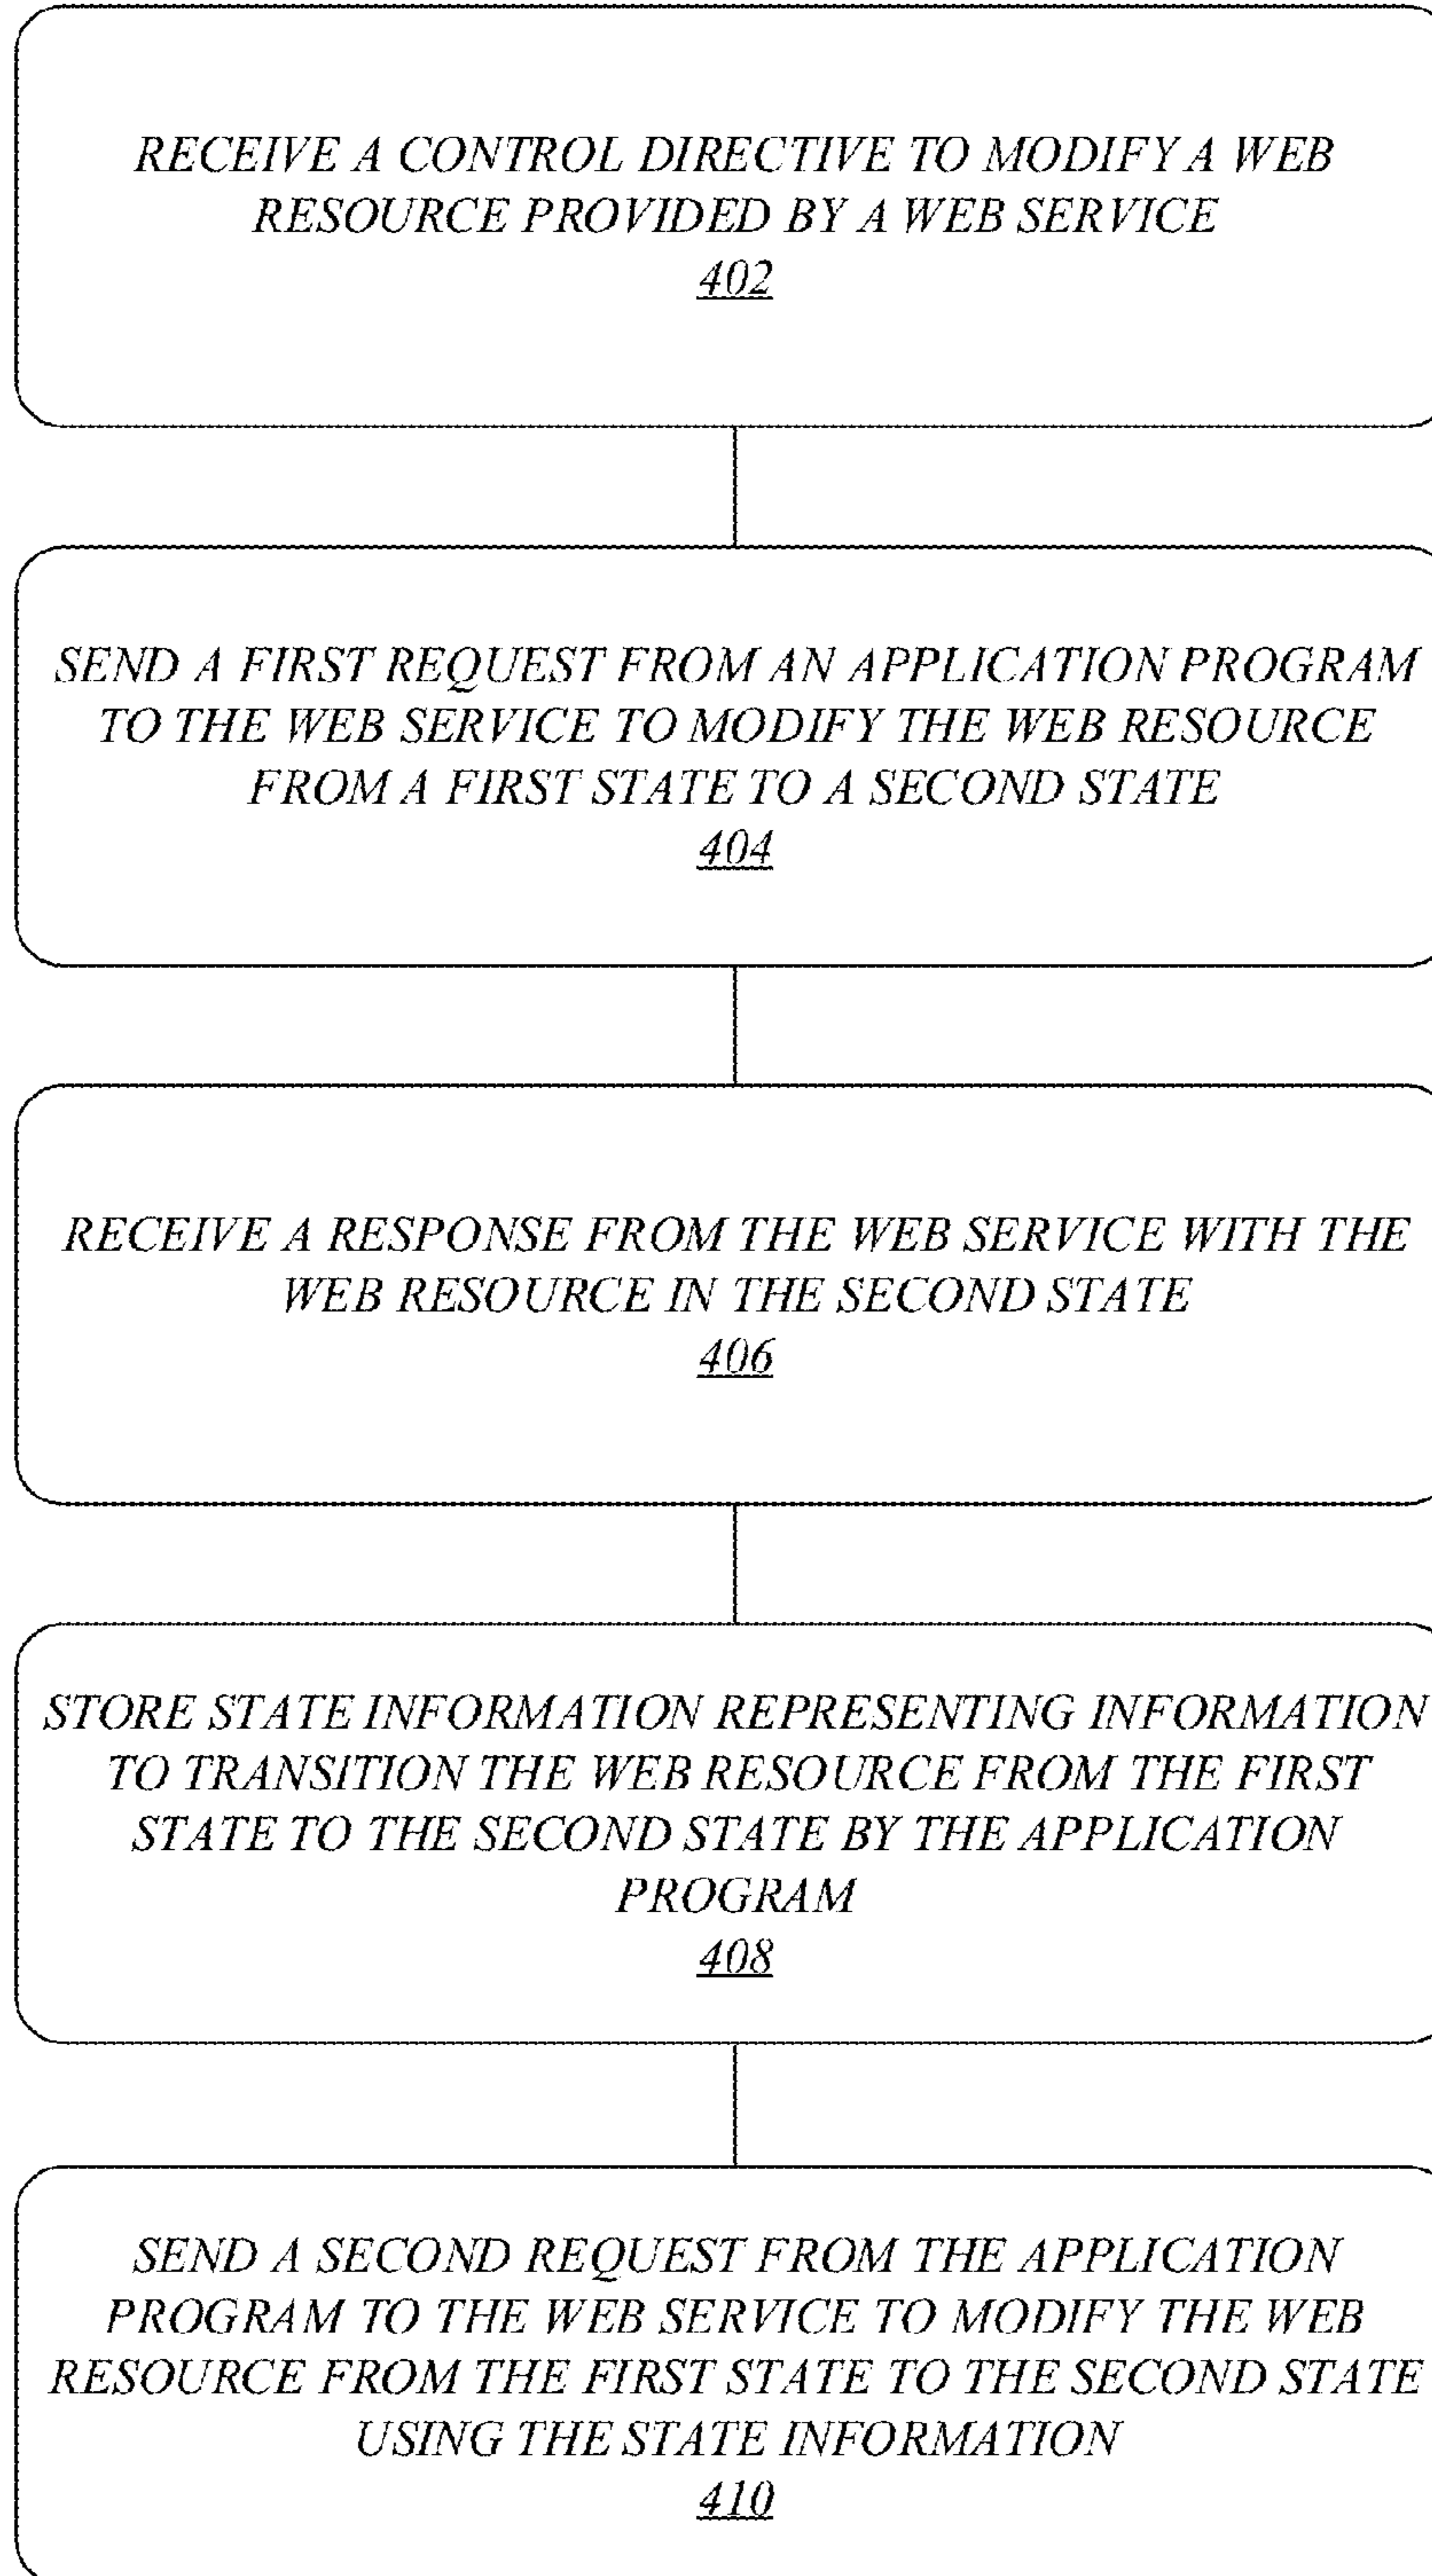 RECEIVE A CONTROL DIRECTIVE TO MODIFY A WEB
RESOURCE PROVIDED BY A WEB SERVICE
402
SEND A FIRST REQUEST FROM AN APPLICATION PROGRAM
TO THE WEB SERVICE TO MODIFY THE WEB RESOURCE
FROM A FIRST STATE TO A SECOND STATE
404
RECEIVE A RESPONSE FROM THE WEB SERVICE WITH THE
WEB RESOURCE IN THE SECOND STATE
406
STORE STATE INFORMATION REPRESENTING INFORMATION
TO TRANSITION THE WEB RESOURCE FROM THE FIRST
STATE TO THE SECOND STATE BY THE APPLICATION
PROGRAM
408
SEND A SECOND REQUEST FROM THE APPLICATION
PROGRAM TO THE WEB SERVICE TO MODIFY THE WEB
RESOURCE FROM THE FIRST STATE TO THE SECOND STATE
USING THE STATE INFORMATION
410